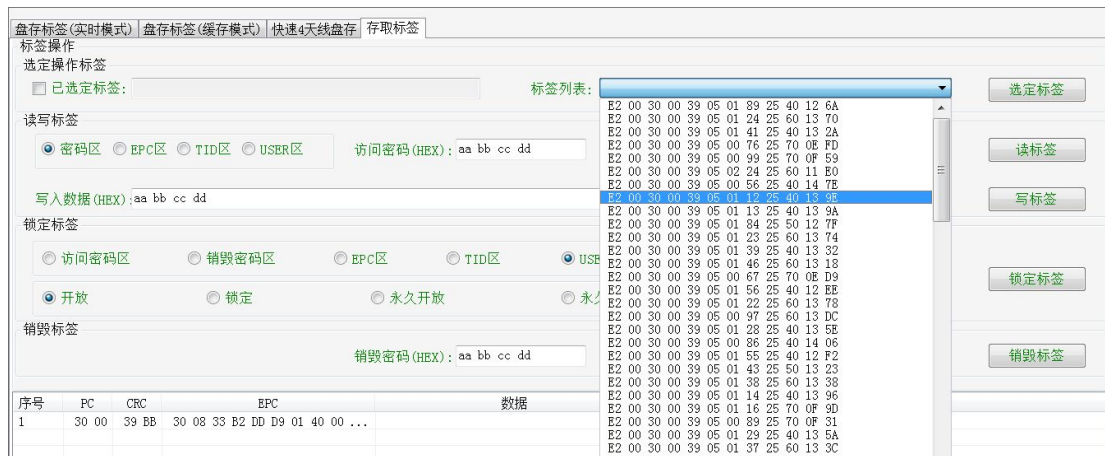 盘存标签(实时模式) 盘存标签(缓存模式) 快速4天线盘存 存取标签
标签操作
选定操作标签
已选定标签: 标签列表: 选定标签
E2 00 30 00 39 05 01 89 25 40 12 6A
E2 00 30 00 39 05 01 24 25 60 13 70
E2 00 30 00 39 05 01 41 25 40 13 2A
E2 00 30 00 39 05 00 76 25 70 0E FD
E2 00 30 00 39 05 00 99 25 70 0F 59
E2 00 30 00 39 05 02 24 25 60 11 E0
E2 00 30 00 39 05 00 56 25 40 14 7E
E2 00 30 00 39 05 01 12 25 40 13 9E
E2 00 30 00 39 05 01 13 25 40 13 9A
E2 00 30 00 39 05 01 84 25 50 12 7F
E2 00 30 00 39 05 01 23 25 60 13 74
E2 00 30 00 39 05 01 39 25 40 13 32
E2 00 30 00 39 05 01 46 25 60 13 18
E2 00 30 00 39 05 00 67 25 70 0E D9
E2 00 30 00 39 05 01 56 25 40 12 EE
E2 00 30 00 39 05 01 22 25 60 13 78
E2 00 30 00 39 05 00 97 25 60 13 DC
E2 00 30 00 39 05 01 28 25 40 13 5E
E2 00 30 00 39 05 00 86 25 40 14 06
E2 00 30 00 39 05 01 55 25 40 12 F2
E2 00 30 00 39 05 01 43 25 50 13 23
E2 00 30 00 39 05 01 38 25 60 13 38
E2 00 30 00 39 05 01 14 25 40 13 96
E2 00 30 00 39 05 01 16 25 70 0F 9D
E2 00 30 00 39 05 00 89 25 70 0F 31
E2 00 30 00 39 05 01 29 25 40 13 5A
E2 00 30 00 39 05 01 37 25 60 13 3C
读写标签
密码区 EPC区 TID区 USER区 访问密码(HEX): aa bb cc dd 读标签
写入数据(HEX): aa bb cc dd 写标签
锁定标签
访问密码区 销毁密码区 EPC区 TID区 USE
开放 锁定 永久开放 永 锁定标签
销毁标签
销毁密码(HEX): aa bb cc dd 销毁标签
序号 PC CRC EPC 数据
1 30 00 39 BB 30 08 33 B2 DD D9 01 40 00 ...